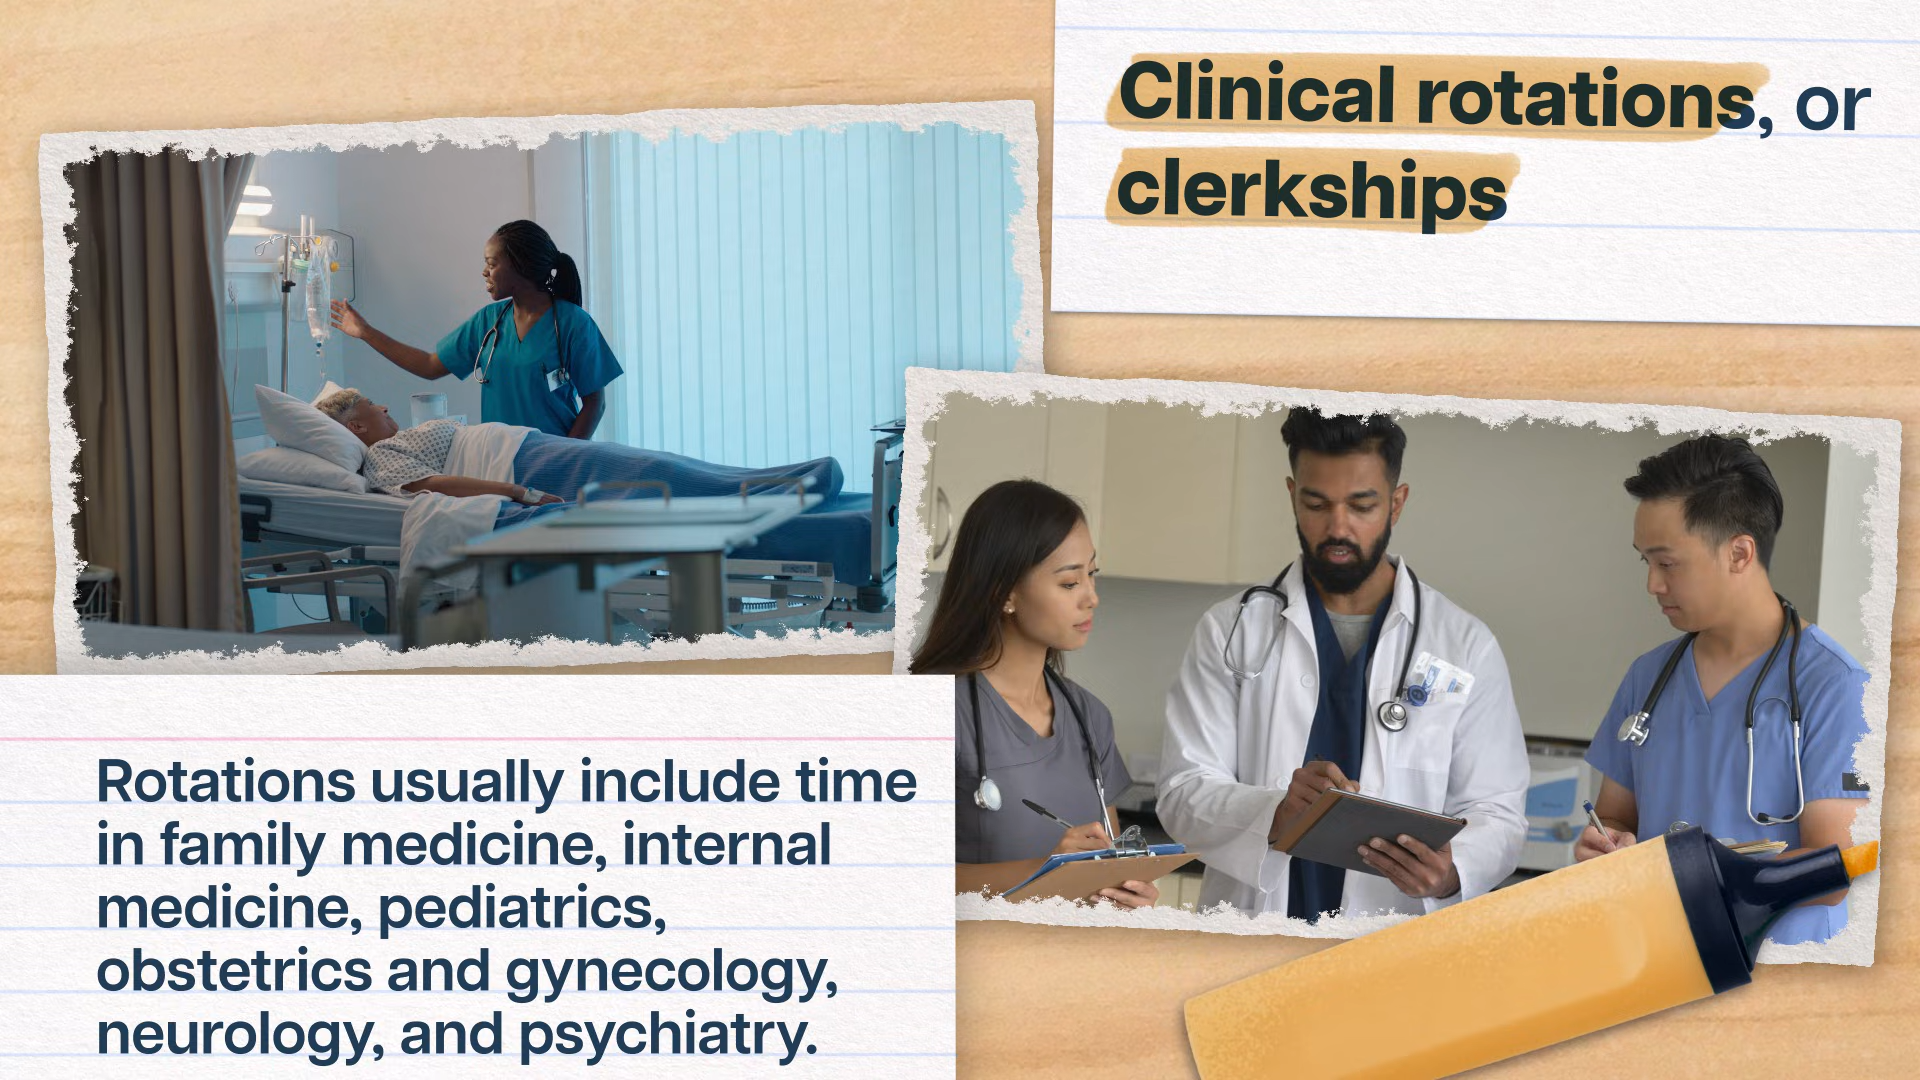 Clinical rotations, or
clerkships
Rotations usually include time
in family medicine, internal
medicine, pediatrics,
obstetrics and gynecology,
neurology, and psychiatry.